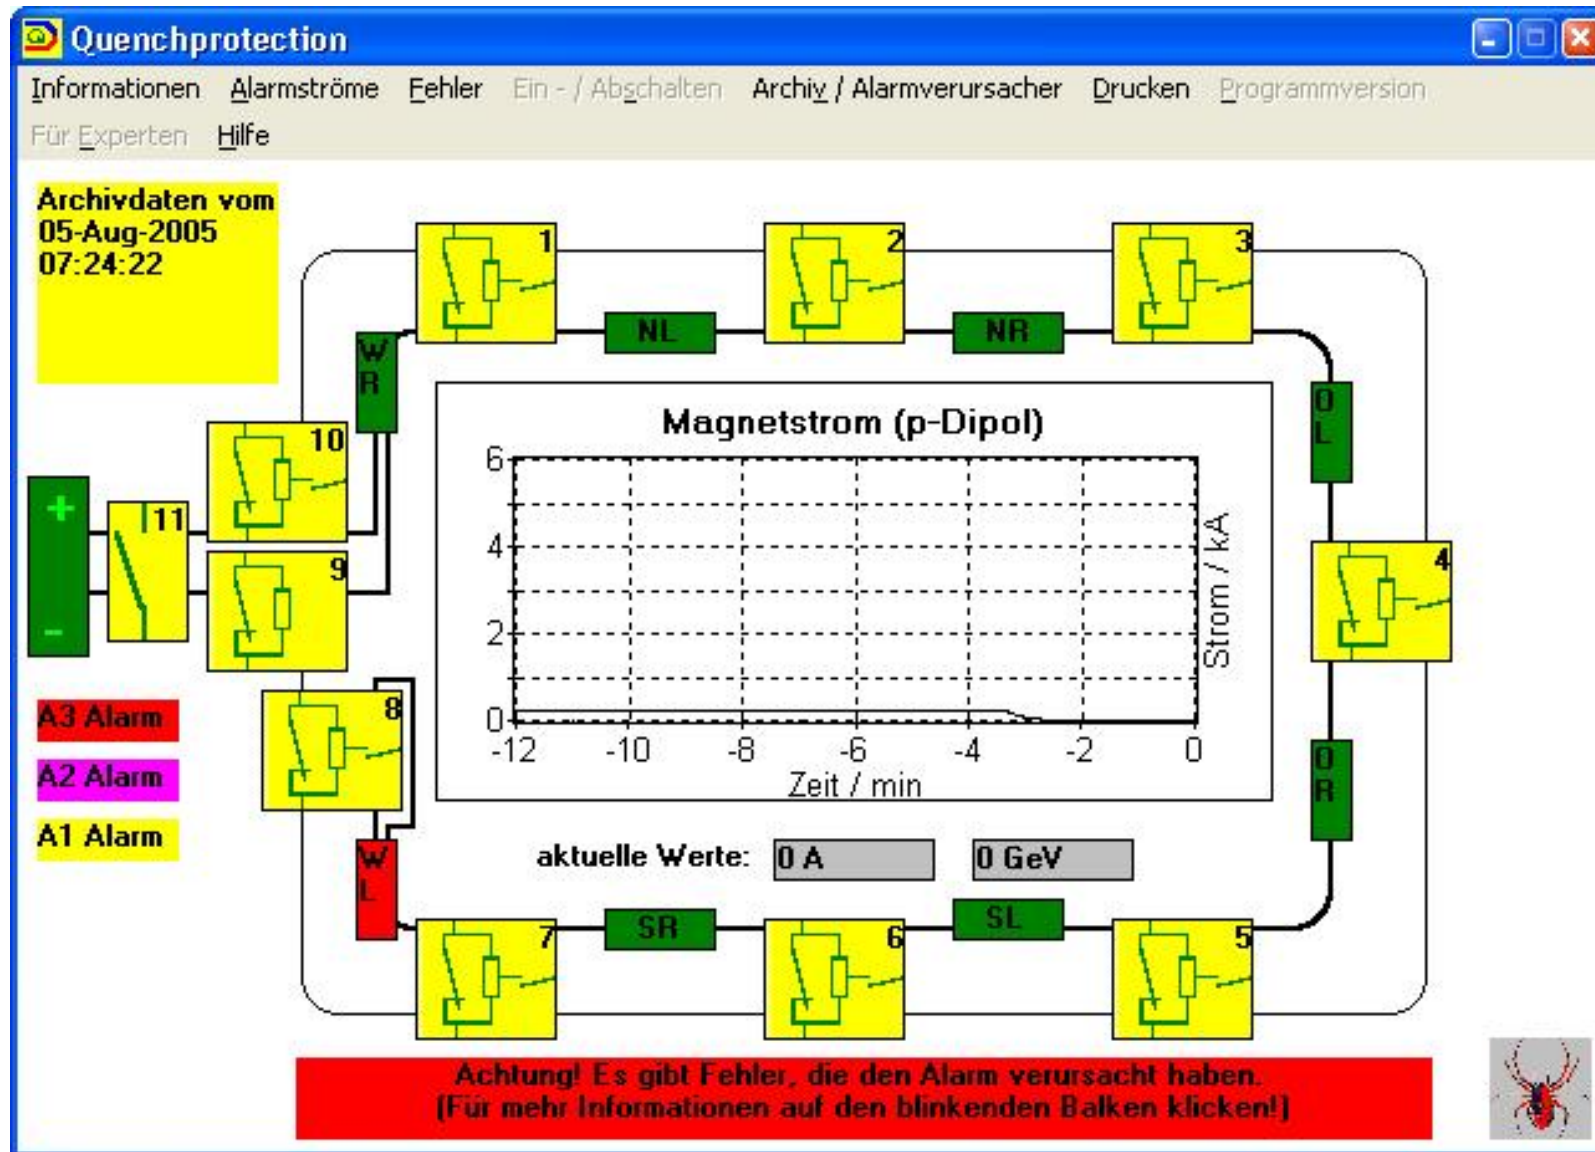 Quenchprotection
Informationen Alarmströme Fehler Ein - / Abschalten Archiv / Alarmverursacher Drucken Programmversion
Für Experten Hilfe
Archivdaten vom
05-Aug-2005
07:24:22
1
2
3
NL
NR
W
R
O
L
Magnetstrom (p-Dipol)
10
11
+
-
9
4
8
6
4
2
0
-12 -10 -8 -6 -4 -2 0
Zeit / min
Strom / kA
A3 Alarm
A2 Alarm
A1 Alarm
O
R
aktuelle Werte: 0 A 0 GeV
W
L
7
SR
6
SL
5
Achtung! Es gibt Fehler, die den Alarm verursacht haben.
(Für mehr Informationen auf den blinkenden Balken klicken!)